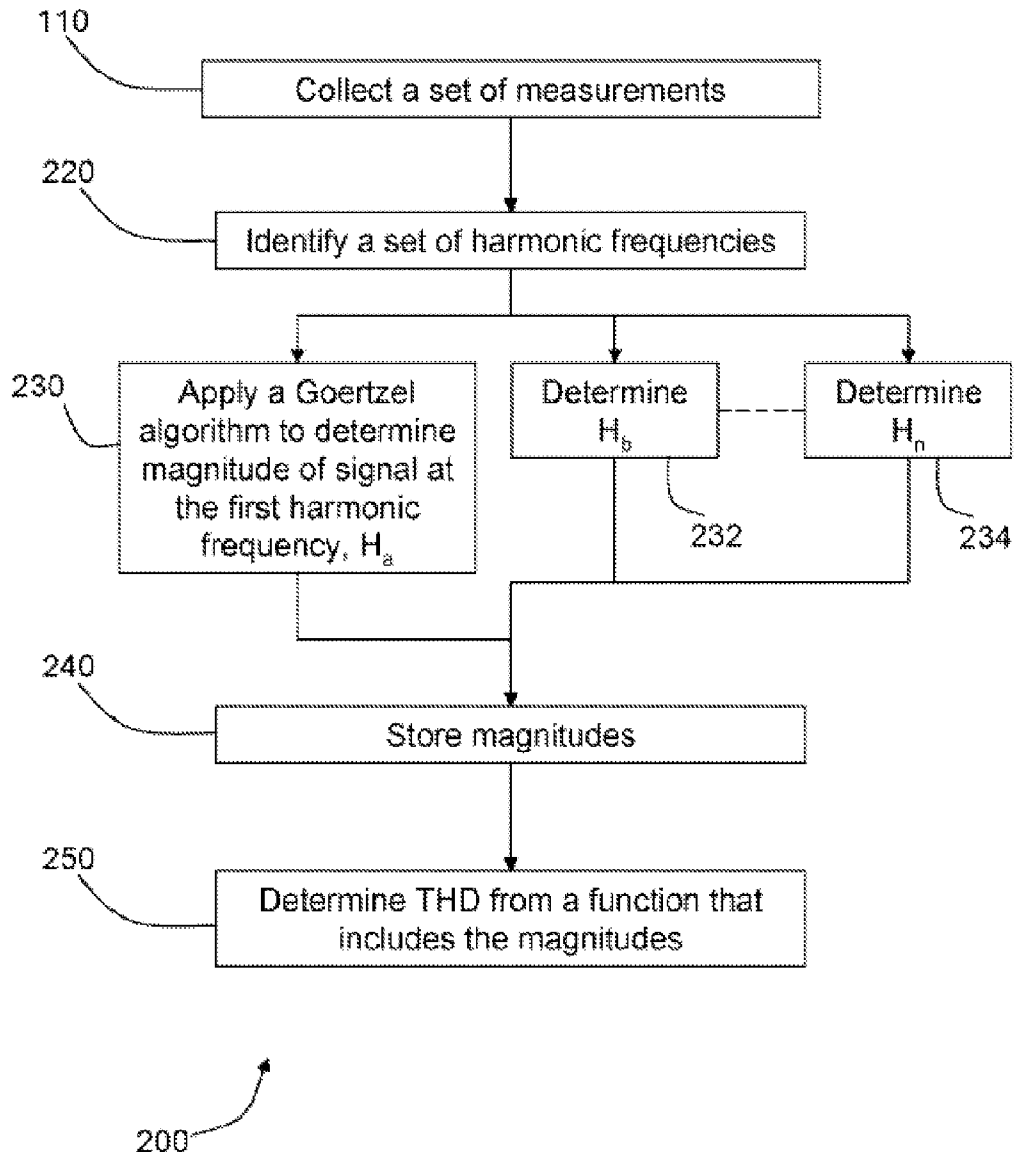 110
Collect a set of measurements
220
Identify a set of harmonic frequencies
230
Apply a Goertzel
algorithm to determine
magnitude of signal at
the first harmonic
frequency, Ha
Determine
Hb
232
Determine
Hn
234
240
Store magnitudes
250
Determine THD from a function that
includes the magnitudes
200